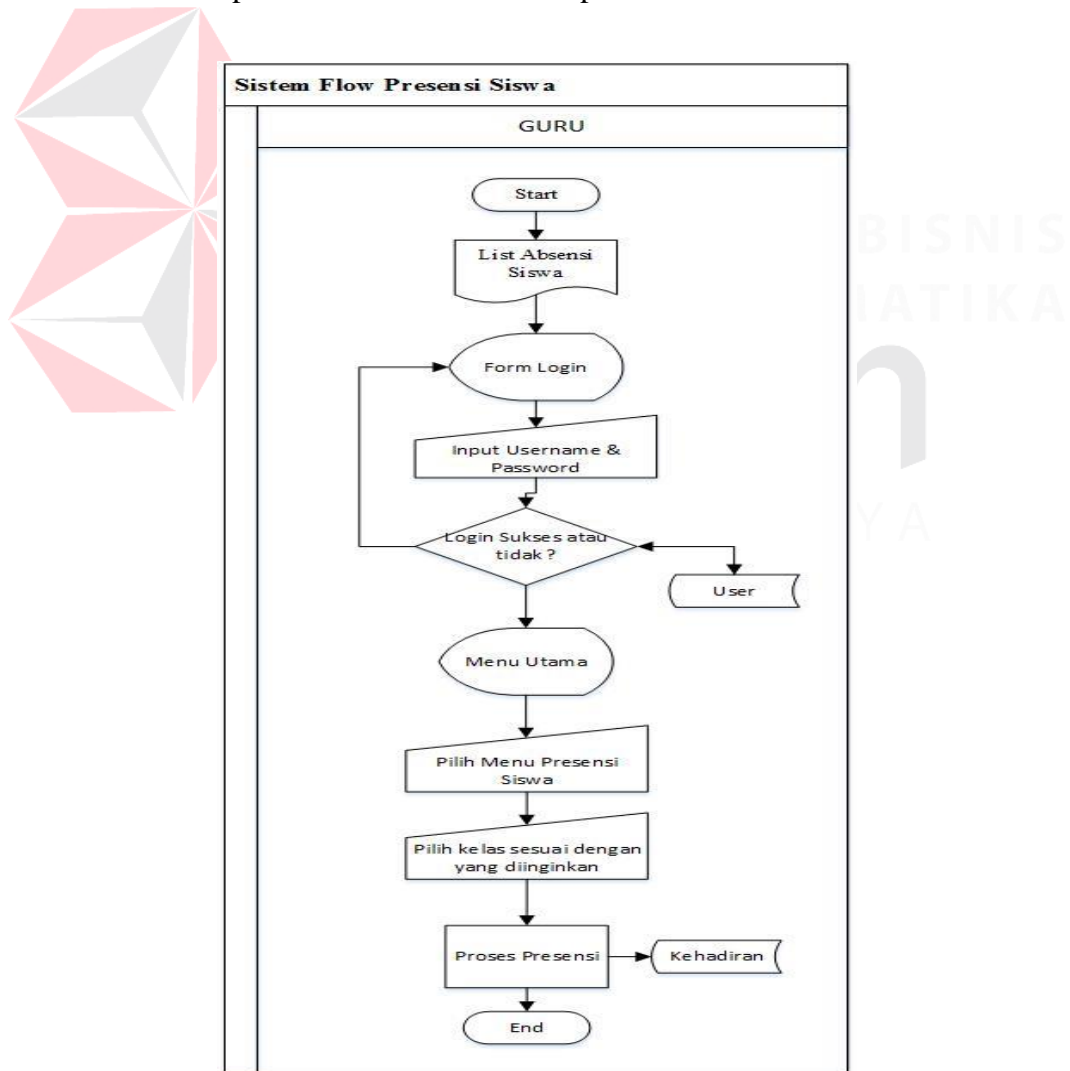 Sistem Flow Presensi Siswa
GURU
Start
List Absensi
Siswa
Form Login
Input Username &
Password
Login Sukses atau
tidak ?
User
Menu Utama
Pilih Menu Presensi
Siswa
Pilih kelas sesuai dengan
yang diinginkan
Proses Presensi
Kehadiran
End
BISNIS